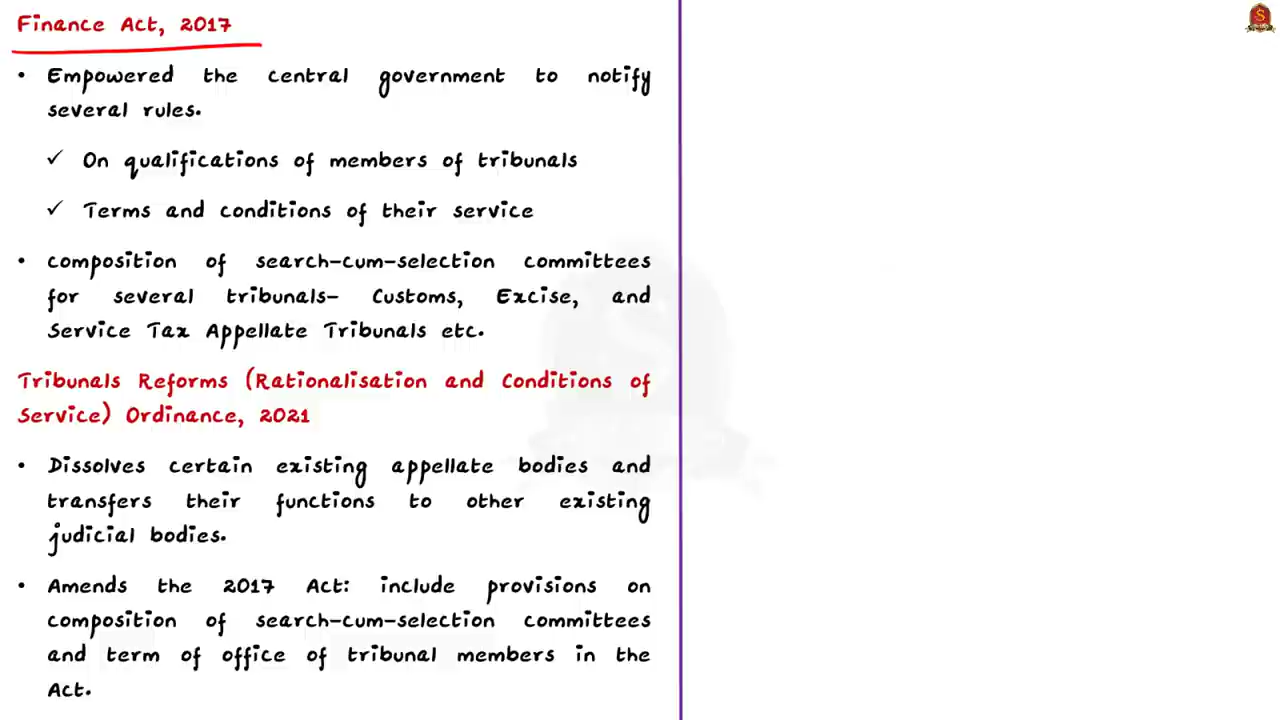 Finance Act, 2017
• Empowered the central government to notify
several rules.
✓ On qualifications of members of tribunals
✓ Terms and conditions of their service
• composition of search-cum-selection committees
for several tribunals- Customs, Excise, and
Service Tax Appellate Tribunals etc.
Tribunals Reforms (Rationalisation and Conditions of
Service) Ordinance, 2021
• Dissolves certain existing appellate bodies and
transfers their functions to other existing
judicial bodies.
• Amends the 2017 Act: include provisions on
composition of search-cum-selection committees
and term of office of tribunal members in the
Act.